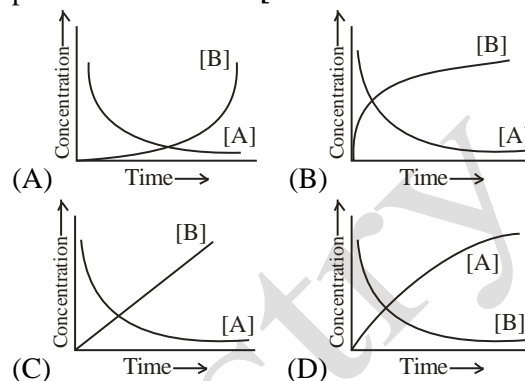 [B]
[A]
Concentration
Time
(A)
[B]
[A]
Concentration
Time
(B)
[B]
[A]
Concentration
Time
(C)
[A]
[B]
Concentration
Time
(D)